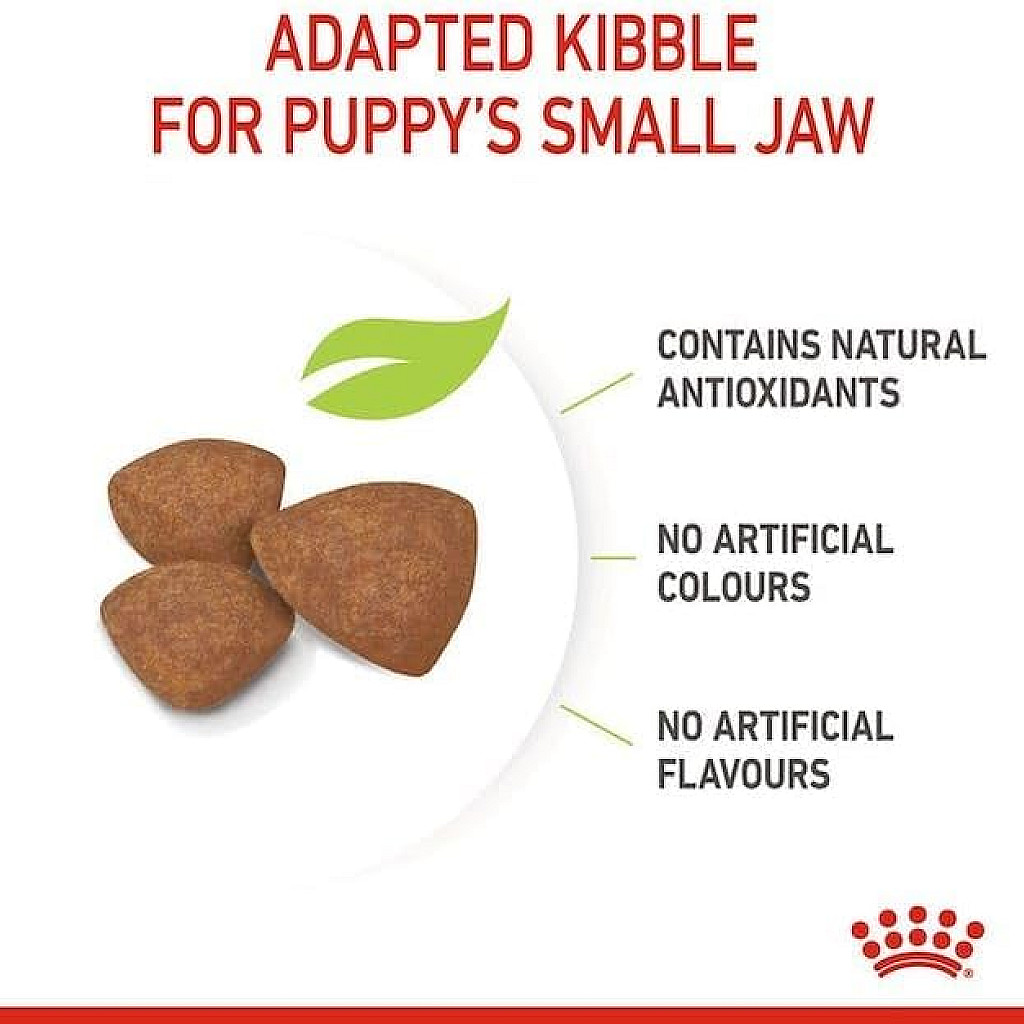 ADAPTED KIBBLE
FOR PUPPY'S SMALL JAW
CONTAINS NATURAL
ANTIOXIDANTS
NO ARTIFICIAL
COLOURS
NO ARTIFICIAL
FLAVOURS
®